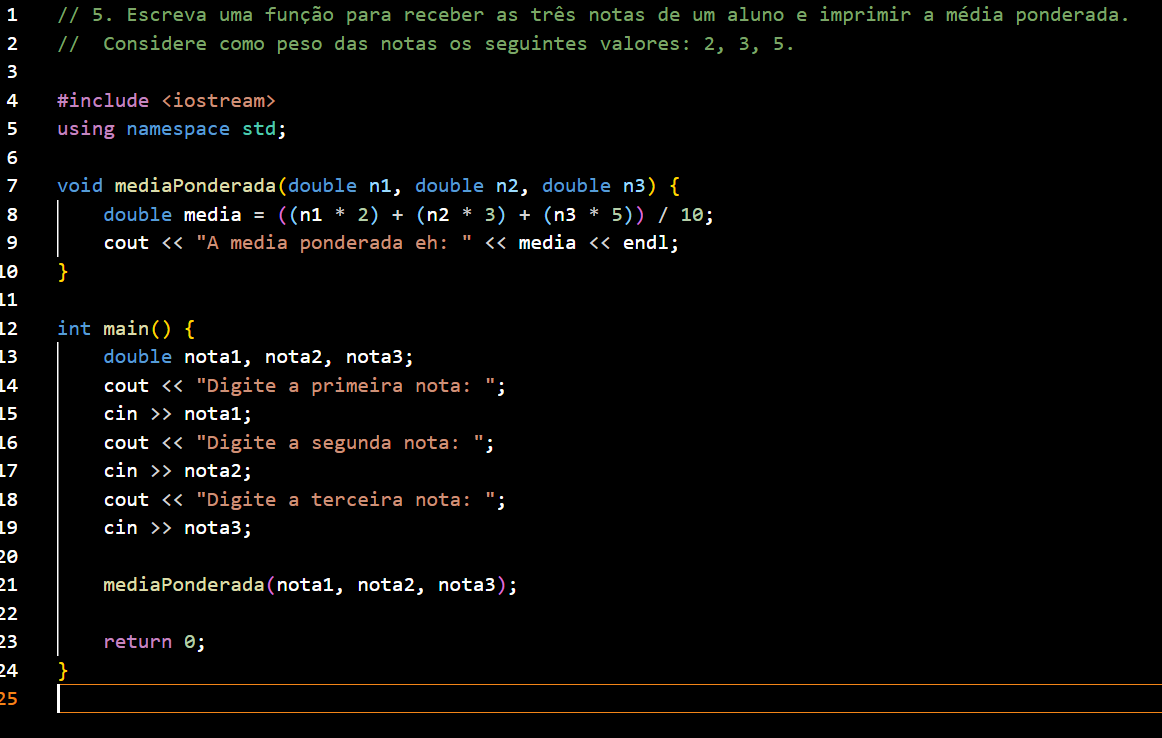 1 // 5. Escreva uma função para receber as três notas de um aluno e imprimir a média ponderada.
2 //  Considere como peso das notas os seguintes valores: 2, 3, 5.
3
4 #include <iostream>
5 using namespace std;
6
7 void mediaPonderada(double n1, double n2, double n3) {
8     double media = ((n1 * 2) + (n2 * 3) + (n3 * 5)) / 10;
9     cout << "A media ponderada eh: " << media << endl;
10 }
11
12 int main() {
13     double nota1, nota2, nota3;
14     cout << "Digite a primeira nota: ";
15     cin >> nota1;
16     cout << "Digite a segunda nota: ";
17     cin >> nota2;
18     cout << "Digite a terceira nota: ";
19     cin >> nota3;
20
21     mediaPonderada(nota1, nota2, nota3);
22
23     return 0;
24 }
25